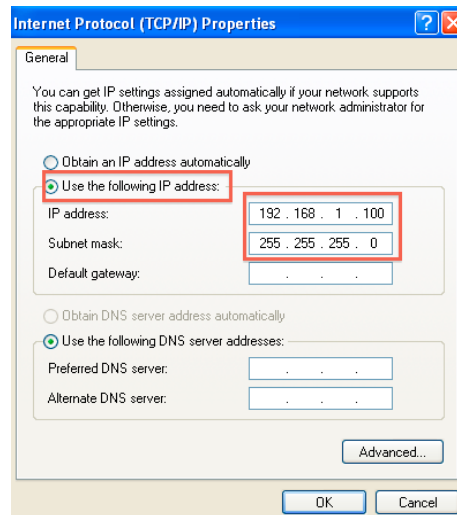 Internet Protocol (TCP/IP) Properties
General
You can get IP settings assigned automatically if your network supports
this capability. Otherwise, you need to ask your network administrator for
the appropriate IP settings.
Obtain an IP address automatically
Use the following IP address:
IP address: 192 . 168 . 1 . 100
Subnet mask: 255 . 255 . 255 . 0
Default gateway: . . .
Obtain DNS server address automatically
Use the following DNS server addresses:
Preferred DNS server: . . .
Alternate DNS server: . . .
Advanced...
OK Cancel